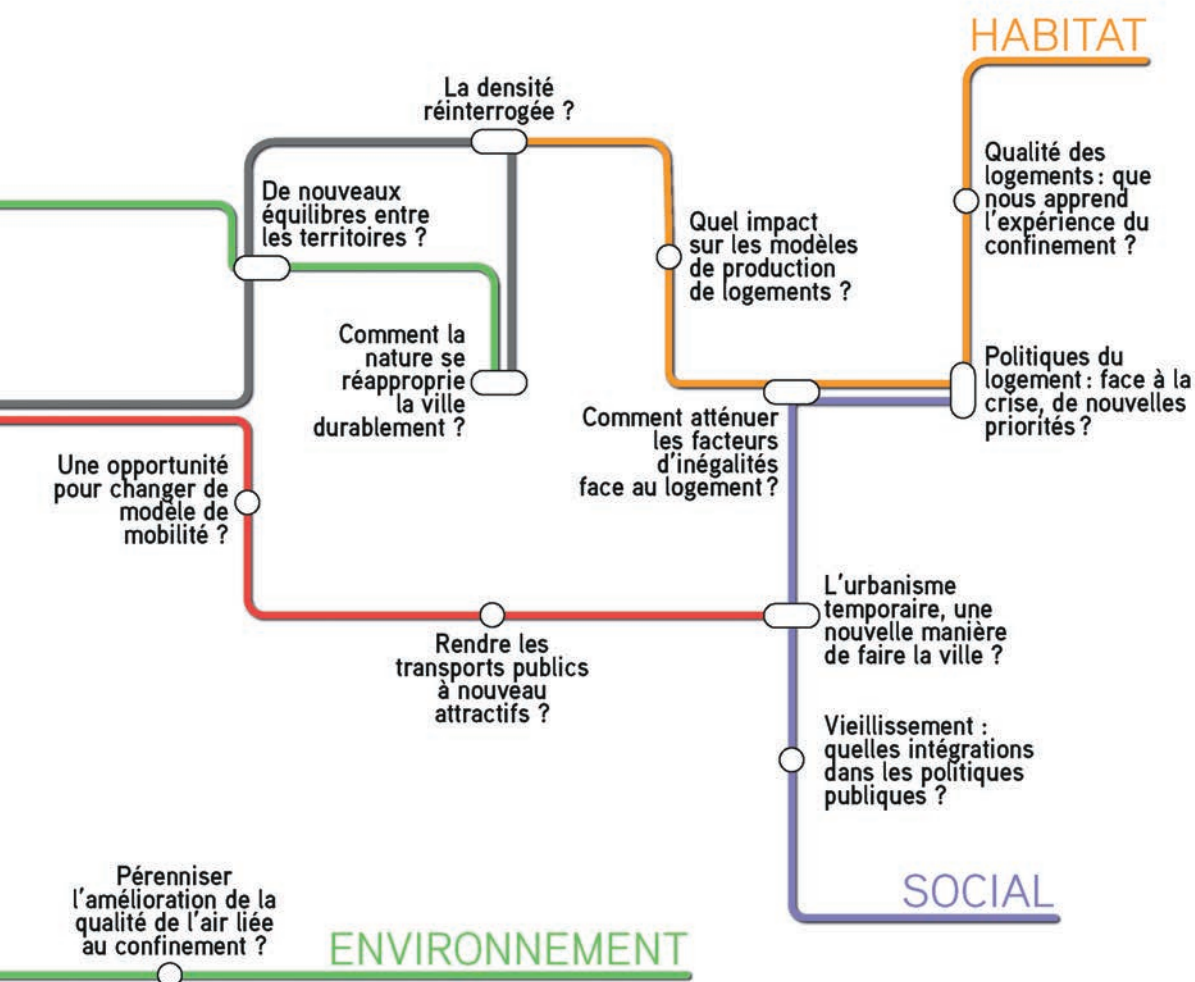 HABITAT
La densité
réinterrogée ?
Qualité des
logements : que
nous apprend
l'expérience du
confinement ?
De nouveaux
équilibres entre
les territoires ?
Quel impact
sur les modèles
de production
de logements ?
Comment la
nature se
réapproprie
la ville
durablement ?
Politiques du
logement : face à la
crise, de nouvelles
priorités ?
Comment atténuer
les facteurs
d'inégalités
face au logement ?
Une opportunité
pour changer de
modèle de
mobilité ?
L'urbanisme
temporaire, une
nouvelle manière
de faire la ville ?
Rendre les
transports publics
à nouveau
attractifs ?
Vieillissement :
quelles intégrations
dans les politiques
publiques ?
Pérenniser
l'amélioration de la
qualité de l'air liée
au confinement ?
SOCIAL
ENVIRONNEMENT